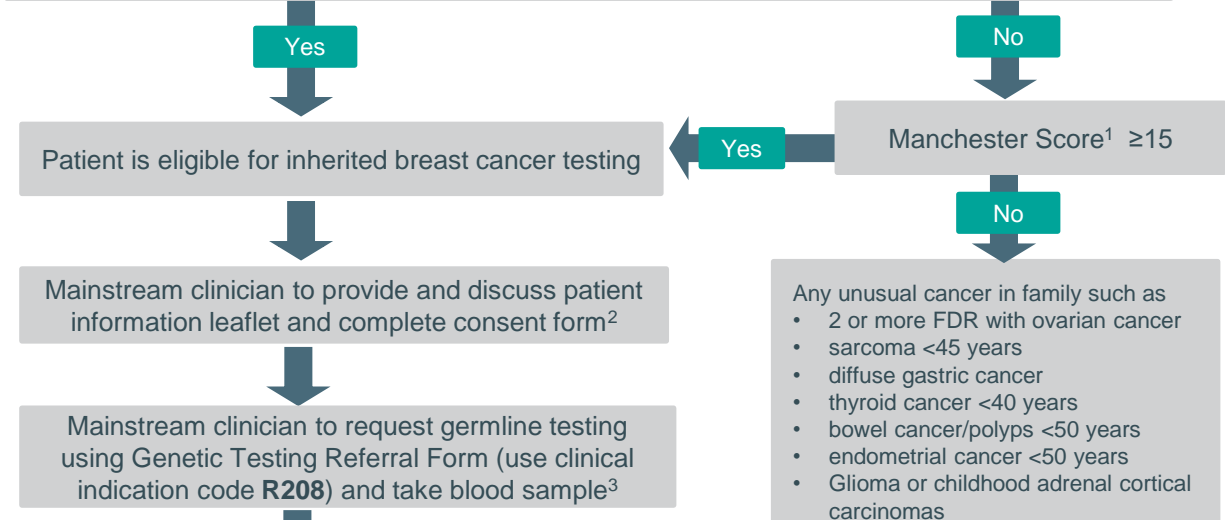 Yes
No
Patient is eligible for inherited breast cancer testing
Yes
Manchester Score¹ ≥15
No
Mainstream clinician to provide and discuss patient
information leaflet and complete consent form²
Mainstream clinician to request germline testing
using Genetic Testing Referral Form (use clinical
indication code R208) and take blood sample³
Any unusual cancer in family such as
• 2 or more FDR with ovarian cancer
• sarcoma <45 years
• diffuse gastric cancer
• thyroid cancer <40 years
• bowel cancer/polyps <50 years
• endometrial cancer <50 years
• Glioma or childhood adrenal cortical
carcinomas